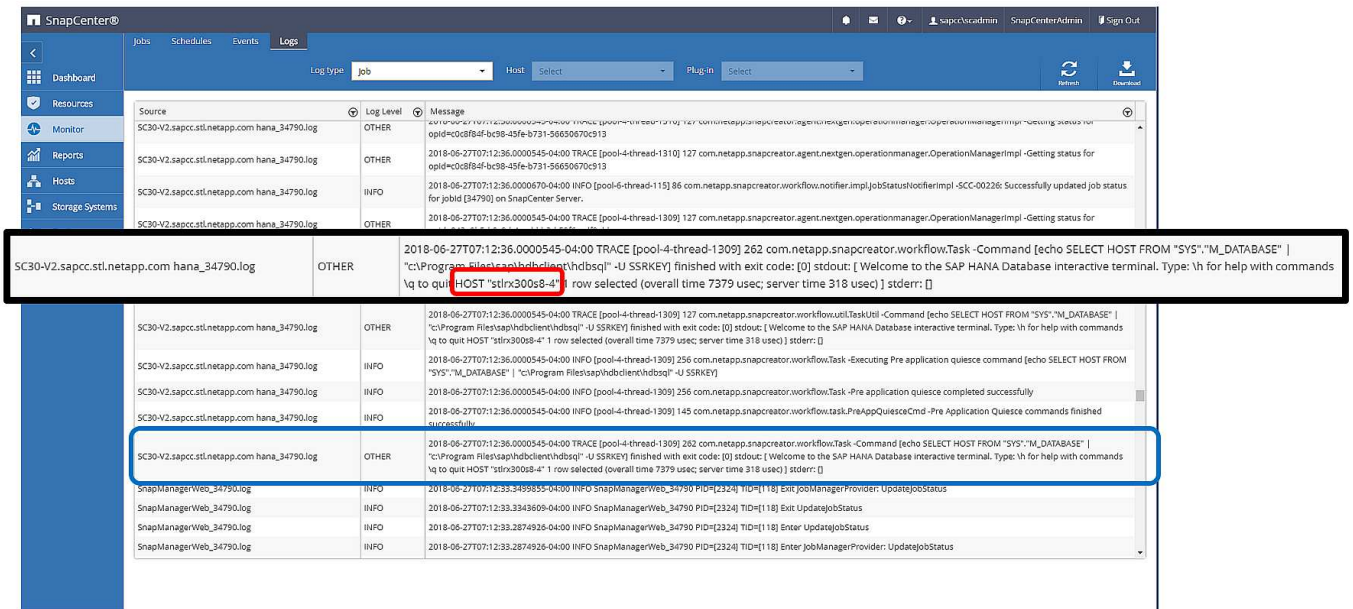 SnapCenter®
sapcc\scadmin SnapCenterAdmin Sign Out
Jobs Schedules Events Logs
Log type Job Host Select Plug-in Select Refresh Download
Dashboard
Resources
Monitor
Reports
Hosts
Storage Systems
Source Log Level Message
SC30-V2.sapcc.stl.netapp.com hana_34790.log OTHER
opId=c0c8f84f-bc98-45fe-b731-56650670c913
SC30-V2.sapcc.stl.netapp.com hana_34790.log OTHER 2018-06-27T07:12:36.0000545-04:00 TRACE [pool-4-thread-1310] 127 com.netapp.snapcreator.agent.nextgen.operationmanager.OperationManagerImpl -Getting status for
opId=c0c8f84f-bc98-45fe-b731-56650670c913
SC30-V2.sapcc.stl.netapp.com hana_34790.log INFO 2018-06-27T07:12:36.0000670-04:00 INFO [pool-6-thread-115] 86 com.netapp.snapcreator.workflow.notifier.impl.JobStatusNotifierImpl -SCC-00226: Successfully updated job status
for jobId [34790] on SnapCenter Server.
SC30-V2.sapcc.stl.netapp.com hana_34790.log OTHER 2018-06-27T07:12:36.0000545-04:00 TRACE [pool-4-thread-1309] 127 com.netapp.snapcreator.agent.nextgen.operationmanager.OperationManagerImpl -Getting status for
SC30-V2.sapcc.stl.netapp.com hana_34790.log OTHER 2018-06-27T07:12:36.0000545-04:00 TRACE [pool-4-thread-1309] 262 com.netapp.snapcreator.workflow.Task -Command [echo SELECT HOST FROM "SYS"."M_DATABASE" |
"c:\Program Files\sap\hdbclient\hdbsql" -U SSRKEY] finished with exit code: [0] stdout: [ Welcome to the SAP HANA Database interactive terminal. Type: \h for help with commands
\q to quit HOST "stlrx300s8-4" 1 row selected (overall time 7379 usec; server time 318 usec) ] stderr: []
SC30-V2.sapcc.stl.netapp.com hana_34790.log OTHER 2018-06-27T07:12:36.0000545-04:00 TRACE [pool-4-thread-1309] 127 com.netapp.snapcreator.workflow.util.TaskUtil -Command [echo SELECT HOST FROM "SYS"."M_DATABASE" |
"c:\Program Files\sap\hdbclient\hdbsql" -U SSRKEY] finished with exit code: [0] stdout: [ Welcome to the SAP HANA Database interactive terminal. Type: \h for help with commands
\q to quit HOST "stlrx300s8-4" 1 row selected (overall time 7379 usec; server time 318 usec) ] stderr: []
SC30-V2.sapcc.stl.netapp.com hana_34790.log INFO 2018-06-27T07:12:36.0000545-04:00 INFO [pool-4-thread-1309] 256 com.netapp.snapcreator.workflow.Task -Executing Pre application quiesce command [echo SELECT HOST FROM
"SYS"."M_DATABASE" | "c:\Program Files\sap\hdbclient\hdbsql" -U SSRKEY]
SC30-V2.sapcc.stl.netapp.com hana_34790.log INFO 2018-06-27T07:12:36.0000545-04:00 INFO [pool-4-thread-1309] 256 com.netapp.snapcreator.workflow.Task -Pre application quiesce completed successfully
SC30-V2.sapcc.stl.netapp.com hana_34790.log INFO 2018-06-27T07:12:36.0000545-04:00 INFO [pool-4-thread-1309] 145 com.netapp.snapcreator.workflow.task.PreAppQuiesceCmd -Pre Application Quiesce commands finished
successfully
SC30-V2.sapcc.stl.netapp.com hana_34790.log OTHER 2018-06-27T07:12:36.0000545-04:00 TRACE [pool-4-thread-1309] 262 com.netapp.snapcreator.workflow.Task -Command [echo SELECT HOST FROM "SYS"."M_DATABASE" |
"c:\Program Files\sap\hdbclient\hdbsql" -U SSRKEY] finished with exit code: [0] stdout: [ Welcome to the SAP HANA Database interactive terminal. Type: \h for help with commands
\q to quit HOST "stlrx300s8-4" 1 row selected (overall time 7379 usec; server time 318 usec) ] stderr: []
SnapManagerWeb_34790.log INFO 2018-06-27T07:12:33.3499855-04:00 INFO SnapManagerWeb_34790 PID=[2324] TID=[118] Exit JobManagerProvider: UpdateJobStatus
SnapManagerWeb_34790.log INFO 2018-06-27T07:12:33.3343609-04:00 INFO SnapManagerWeb_34790 PID=[2324] TID=[118] Exit UpdateJobStatus
SnapManagerWeb_34790.log INFO 2018-06-27T07:12:33.2874926-04:00 INFO SnapManagerWeb_34790 PID=[2324] TID=[118] Enter UpdateJobStatus
SnapManagerWeb_34790.log INFO 2018-06-27T07:12:33.2874926-04:00 INFO SnapManagerWeb_34790 PID=[2324] TID=[118] Enter JobManagerProvider: UpdateJobStatus